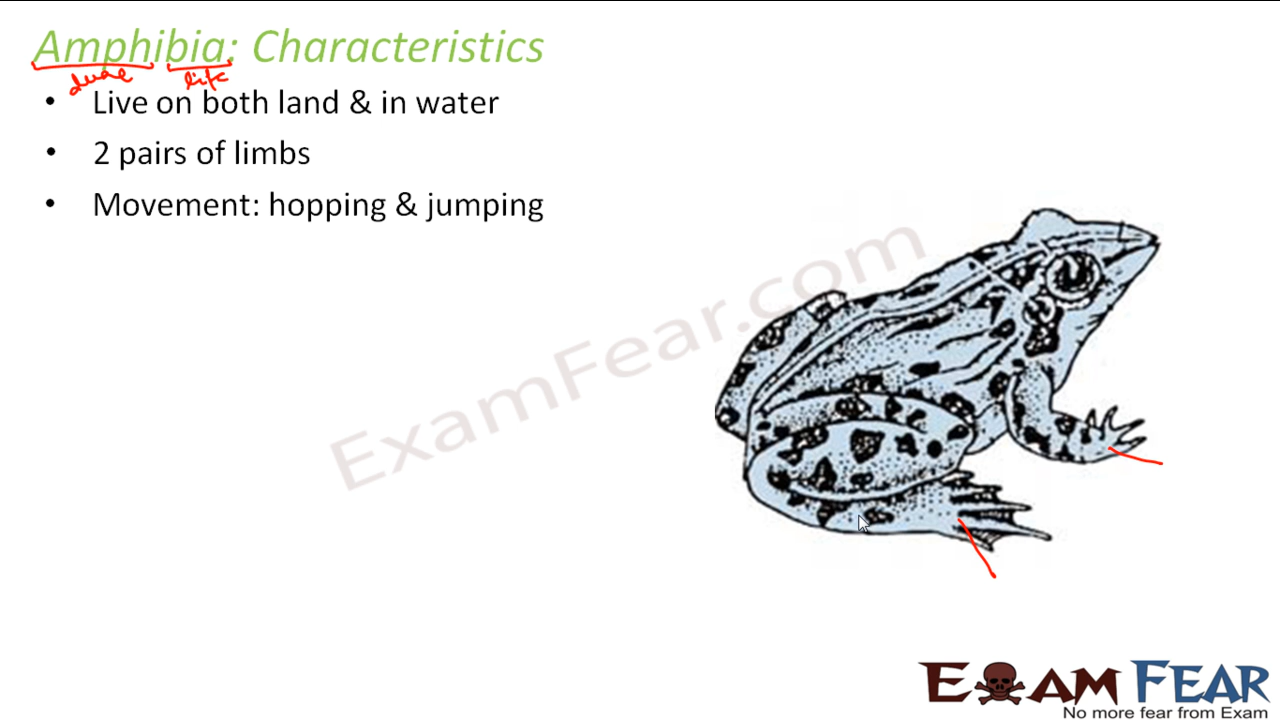 Amphibia: Characteristics
dual life
• Live on both land & in water
• 2 pairs of limbs
• Movement: hopping & jumping
ExamFear.com
EXAM FEAR
No more fear from Exam